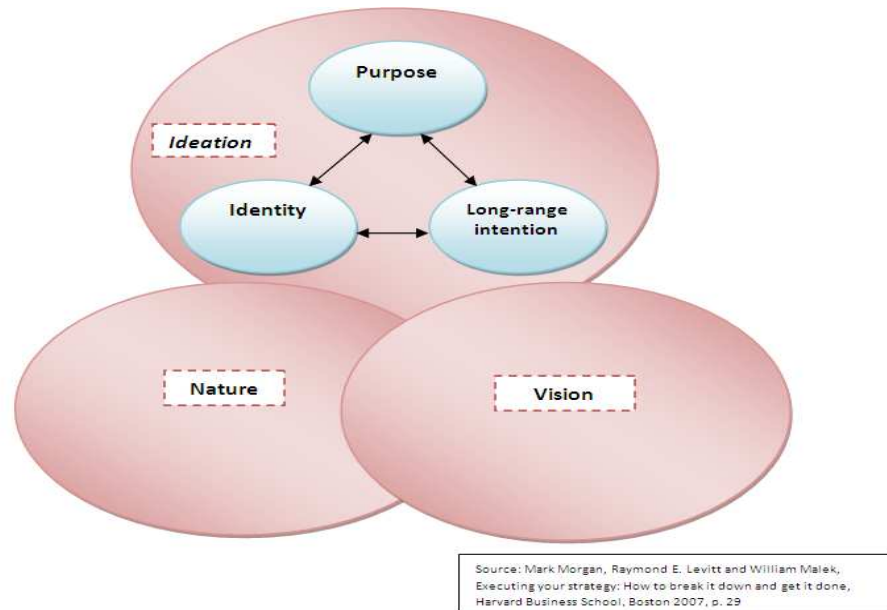 Purpose
Ideation
Identity
Long-range
intention
Nature
Vision
Source: Mark Morgan, Raymond E. Levitt and William Malek,
Executing your strategy: How to break it down and get it done,
Harvard Business School, Boston 2007, p. 29